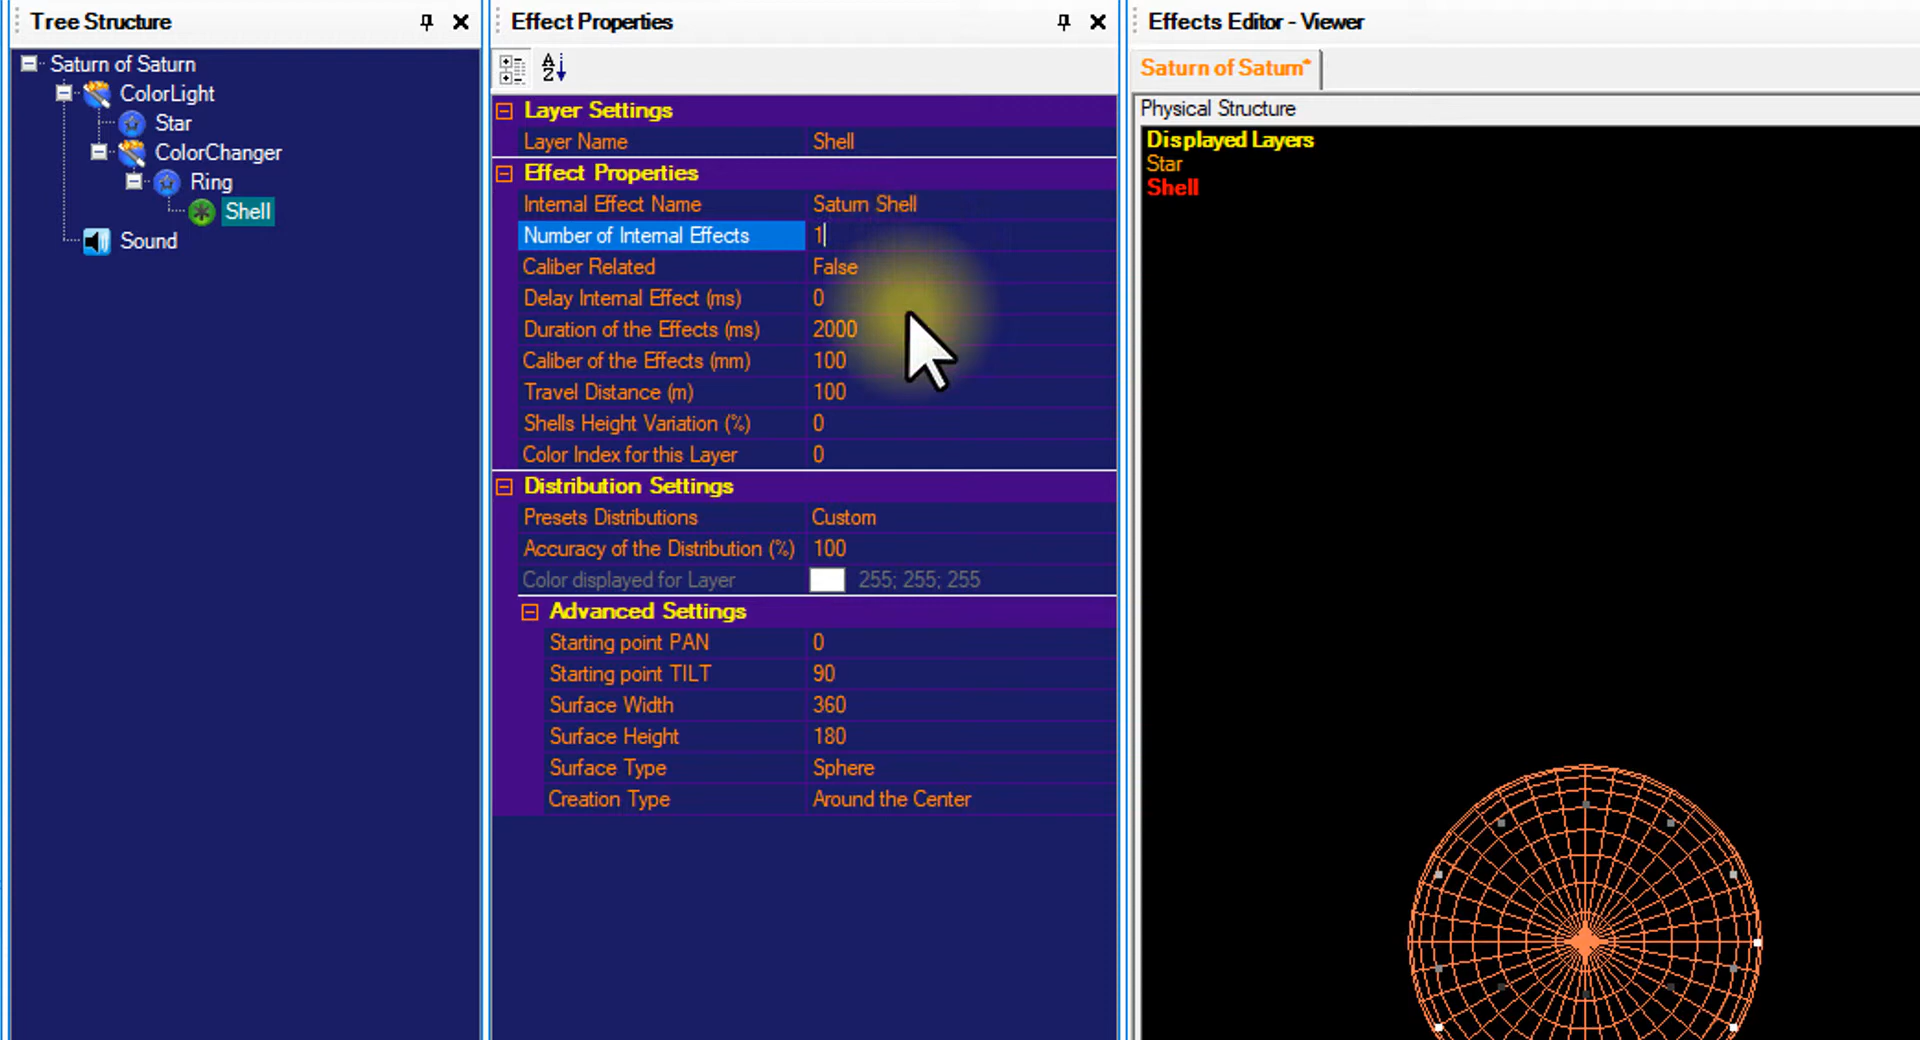 Tree Structure
Saturn of Saturn
ColorLight
Star
ColorChanger
Ring
Shell
Sound
Effect Properties
Layer Settings
Layer Name Shell
Effect Properties
Internal Effect Name Saturn Shell
Number of Internal Effects 1
Caliber Related False
Delay Internal Effect (ms) 0
Duration of the Effects (ms) 2000
Caliber of the Effects (mm) 100
Travel Distance (m) 100
Shells Height Variation (%) 0
Color Index for this Layer 0
Distribution Settings
Presets Distributions Custom
Accuracy of the Distribution (%) 100
Color displayed for Layer 255; 255; 255
Advanced Settings
Starting point PAN 0
Starting point TILT 90
Surface Width 360
Surface Height 180
Surface Type Sphere
Creation Type Around the Center
Effects Editor - Viewer
Saturn of Saturn*
Physical Structure
Displayed Layers
Star
Shell